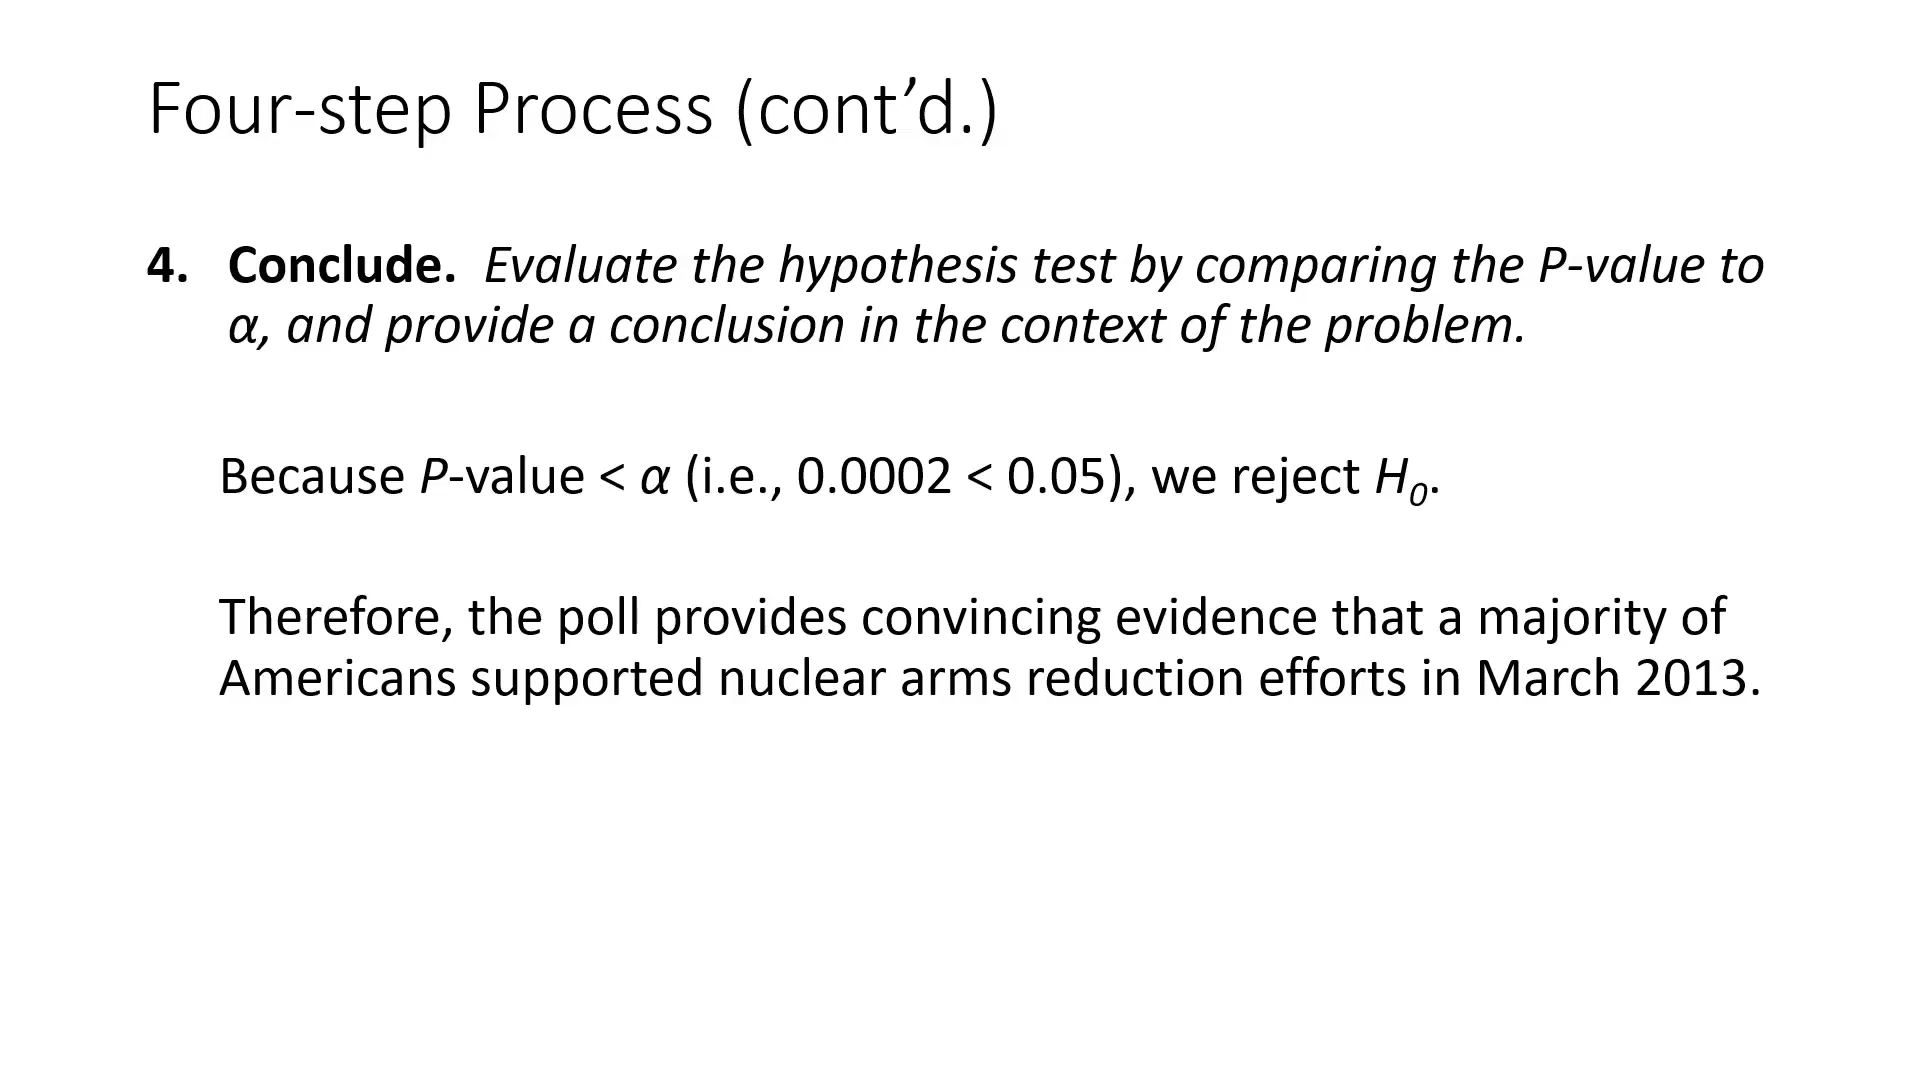 Four-step Process (cont’d.)
4. Conclude. Evaluate the hypothesis test by comparing the P-value to
α, and provide a conclusion in the context of the problem.
Because P-value < α (i.e., 0.0002 < 0.05), we reject H₀.
Therefore, the poll provides convincing evidence that a majority of
Americans supported nuclear arms reduction efforts in March 2013.